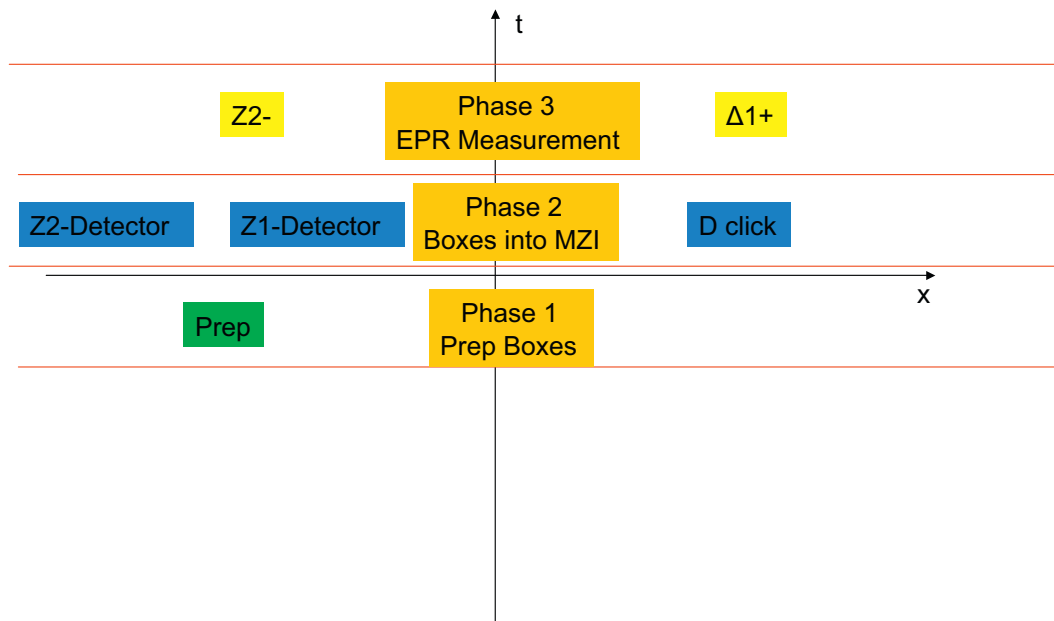 t
Z2-
Phase 3
EPR Measurement
Δ1+
Z2-Detector
Z1-Detector
Phase 2
Boxes into MZI
D click
x
Prep
Phase 1
Prep Boxes